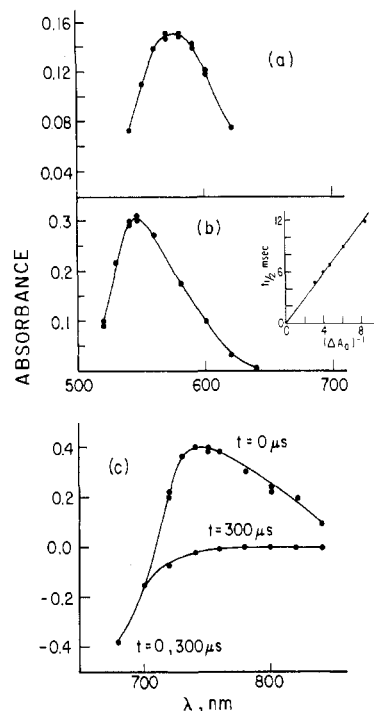 0.16
0.12
0.08
0.04
(a)
600
ABSORBANCE
0.3
0.2
0.1
(b)
500
600
700
t½ msec
12
6
0
0
4
8
(ΔA₀)⁻¹
0.4
0.2
0.0
-0.2
-0.4
(c)
t=0 μs
t=300 μs
t=0, 300 μs
700
800
λ, nm